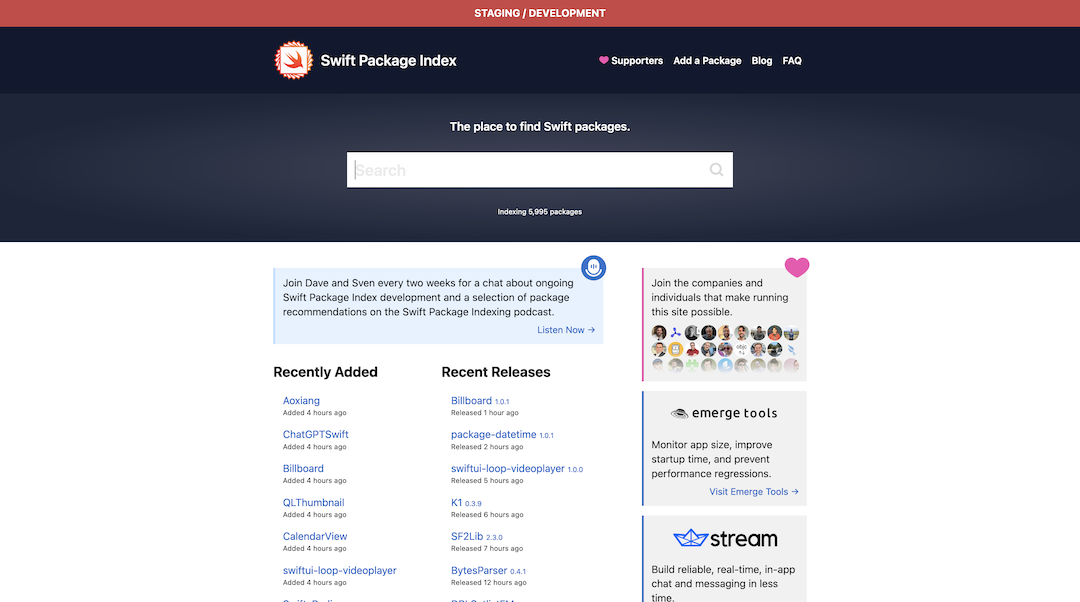 STAGING / DEVELOPMENT
Swift Package Index
Supporters Add a Package Blog FAQ
The place to find Swift packages.
Search
Indexing 5,995 packages
Join Dave and Sven every two weeks for a chat about ongoing
Swift Package Index development and a selection of package
recommendations on the Swift Package Indexing podcast.
Listen Now →
Recently Added
Aoxiang
Added 4 hours ago
ChatGPTSwift
Added 4 hours ago
Billboard
Added 4 hours ago
QLThumbnail
Added 4 hours ago
CalendarView
Added 4 hours ago
swiftui-loop-videoplayer
Added 4 hours ago
Recent Releases
Billboard 1.0.1
Released 1 hour ago
package-datetime 1.0.1
Released 2 hours ago
swiftui-loop-videoplayer 1.0.0
Released 5 hours ago
K1 0.3.9
Released 6 hours ago
SF2Lib 2.3.0
Released 7 hours ago
BytesParser 0.4.1
Released 12 hours ago
Join the companies and
individuals that make running
this site possible.
emerge tools
Monitor app size, improve
startup time, and prevent
performance regressions.
Visit Emerge Tools →
stream
Build reliable, real-time, in-app
chat and messaging in less
time.